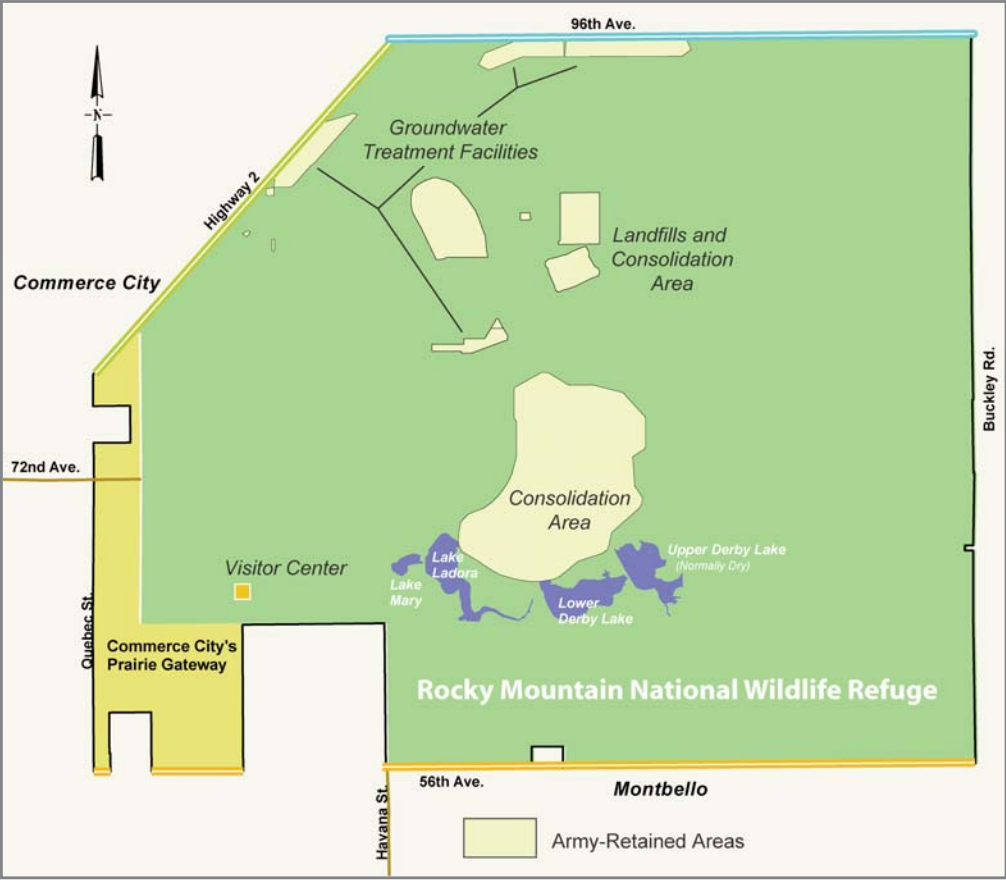 96th Ave.
N
Groundwater
Treatment Facilities
Highway 2
Landfills and
Consolidation
Area
Commerce City
Buckley Rd.
72nd Ave.
Consolidation
Area
Upper Derby Lake
(Normally Dry)
Visitor Center
Lake
Ladora
Lake
Mary
Lower
Derby Lake
Quebec St.
Commerce City's
Prairie Gateway
Rocky Mountain National Wildlife Refuge
56th Ave.
Montbello
Havana St.
Army-Retained Areas